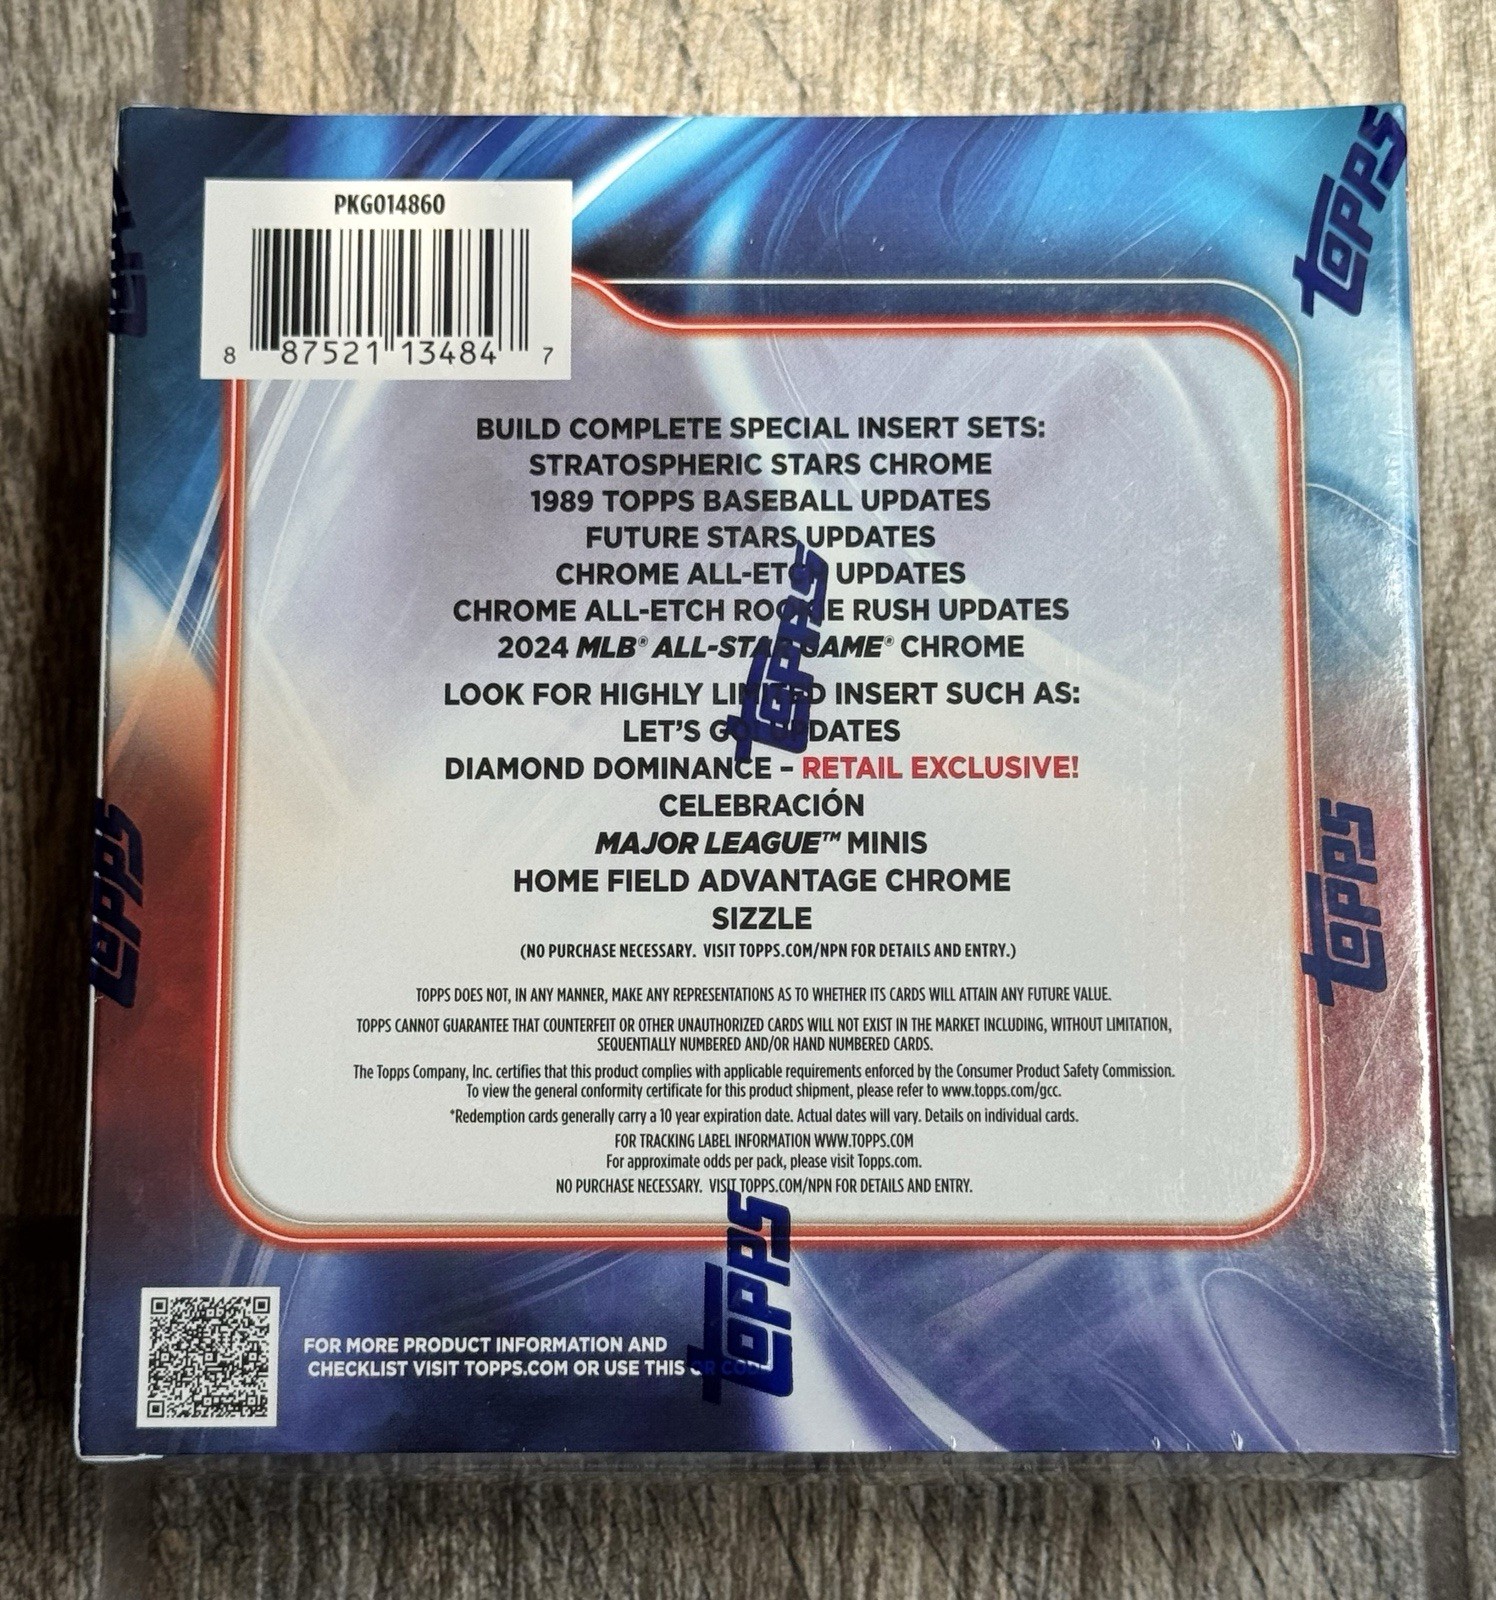 PKG014860
8 87521 13484 7
topps
topps
BUILD COMPLETE SPECIAL INSERT SETS:
STRATOSPHERIC STARS CHROME
1989 TOPPS BASEBALL UPDATES
FUTURE STARS UPDATES
CHROME ALL-ETCH UPDATES
CHROME ALL-ETCH ROOKIE RUSH UPDATES
2024 MLB® ALL-STAR GAME® CHROME
topps
LOOK FOR HIGHLY LIMITED INSERT SUCH AS:
LET'S GO! UPDATES
DIAMOND DOMINANCE – RETAIL EXCLUSIVE!
CELEBRACIÓN
MAJOR LEAGUE™ MINIS
HOME FIELD ADVANTAGE CHROME
SIZZLE
(NO PURCHASE NECESSARY. VISIT TOPPS.COM/NPN FOR DETAILS AND ENTRY.)
topps
topps
TOPPS DOES NOT, IN ANY MANNER, MAKE ANY REPRESENTATIONS AS TO WHETHER ITS CARDS WILL ATTAIN ANY FUTURE VALUE.
TOPPS CANNOT GUARANTEE THAT COUNTERFEIT OR OTHER UNAUTHORIZED CARDS WILL NOT EXIST IN THE MARKET INCLUDING, WITHOUT LIMITATION,
SEQUENTIALLY NUMBERED AND/OR HAND NUMBERED CARDS.
The Topps Company, Inc. certifies that this product complies with applicable requirements enforced by the Consumer Product Safety Commission.
To view the general conformity certificate for this product shipment, please refer to www.topps.com/gcc.
*Redemption cards generally carry a 10 year expiration date. Actual dates will vary. Details on individual cards.
FOR TRACKING LABEL INFORMATION WWW.TOPPS.COM
For approximate odds per pack, please visit Topps.com.
NO PURCHASE NECESSARY. VISIT TOPPS.COM/NPN FOR DETAILS AND ENTRY.
topps
FOR MORE PRODUCT INFORMATION AND
CHECKLIST VISIT TOPPS.COM OR USE THIS QR CODE